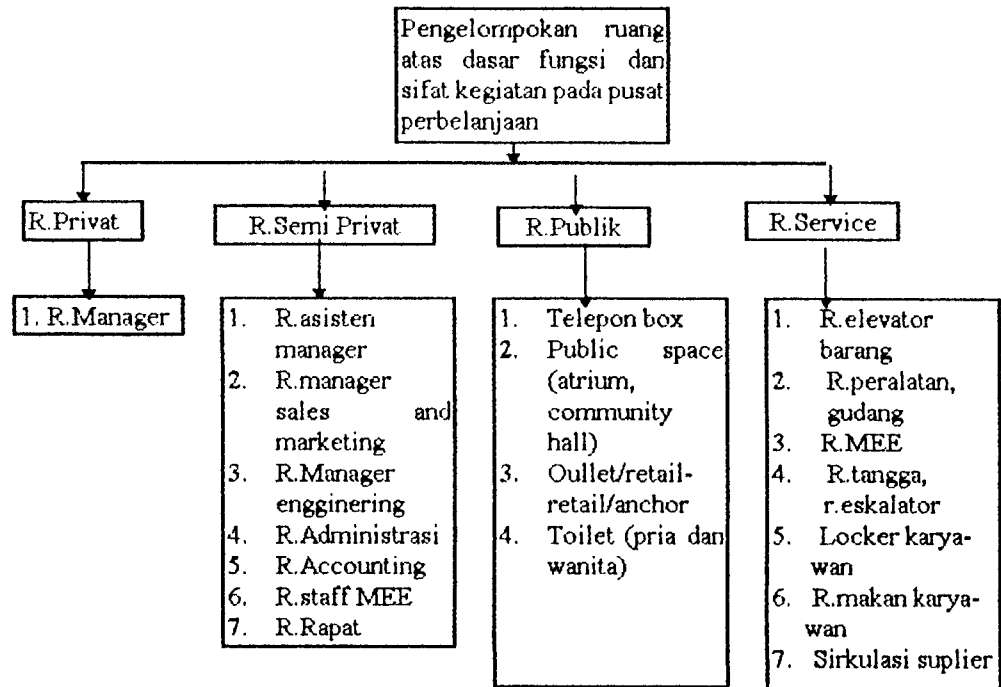 Pengelompokan ruang
atas dasar fungsi dan
sifat kegiatan pada pusat
perbelanjaan
R.Privat
R.Semi Privat
R.Publik
R.Service
1. R.Manager
1. R.asisten
manager
2. R.manager
sales and
marketing
3. R.Manager
engginering
4. R.Administrasi
5. R.Accounting
6. R.staff MEE
7. R.Rapat
1. Telepon box
2. Public space
(atrium,
community
hall)
3. Oullet/retail-
retail/anchor
4. Toilet (pria dan
wanita)
1. R.elevator
barang
2. R.peralatan,
gudang
3. R.MEE
4. R.tangga,
r.eskalator
5. Locker karya-
wan
6. R.makan karya-
wan
7. Sirkulasi suplier